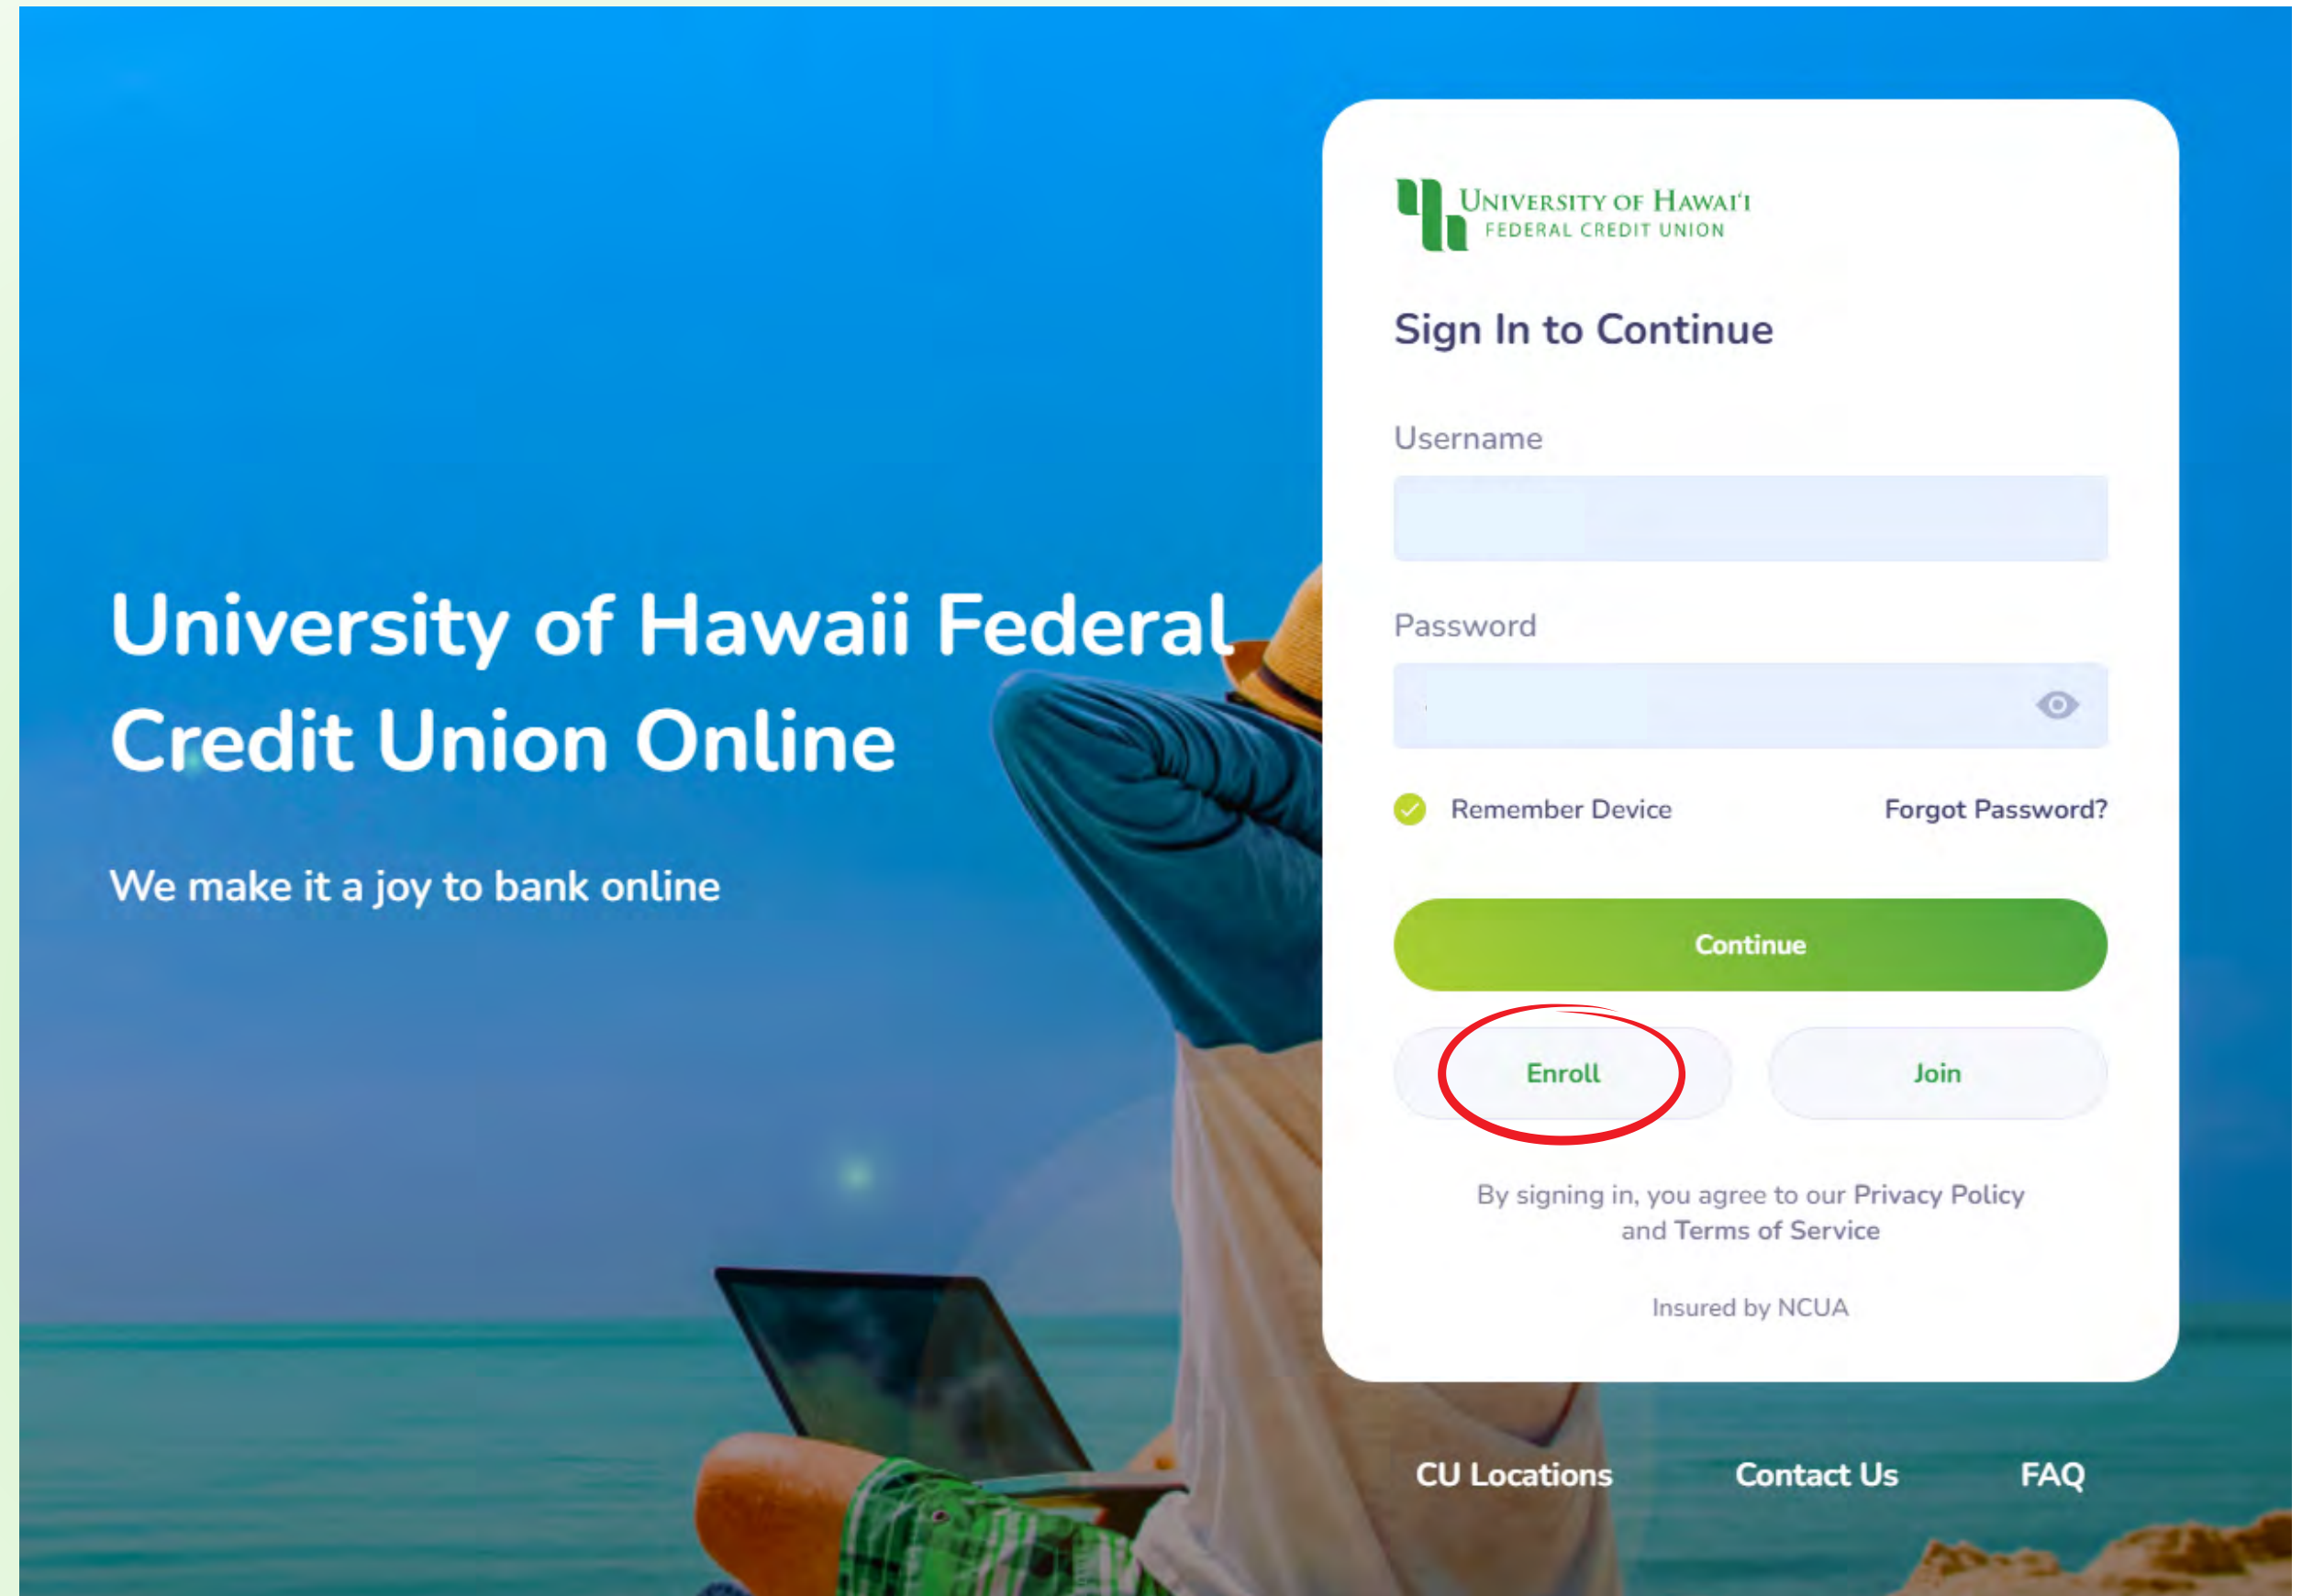 University of Hawaii Federal
Credit Union Online
We make it a joy to bank online
UNIVERSITY OF HAWAI‘I
FEDERAL CREDIT UNION
Sign In to Continue
Username
Password
Remember Device
Forgot Password?
Continue
Enroll
Join
By signing in, you agree to our Privacy Policy
and Terms of Service
Insured by NCUA
CU Locations
Contact Us
FAQ